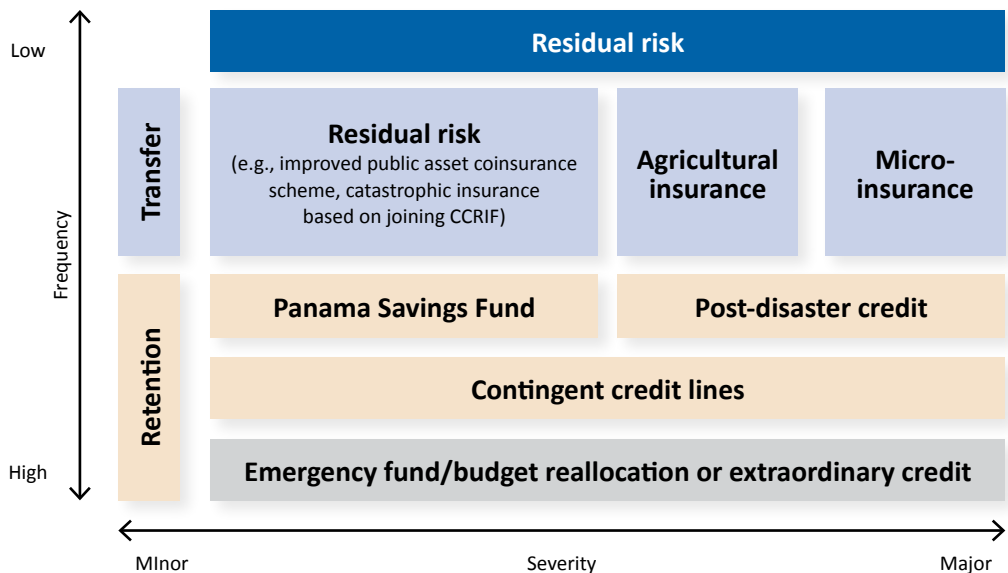 Low
Residual risk
Transfer
Residual risk
(e.g., improved public asset coinsurance
scheme, catastrophic insurance
based on joining CCRIF)
Agricultural
insurance
Micro-
insurance
Frequency
Retention
Panama Savings Fund
Post-disaster credit
Contingent credit lines
High
Emergency fund/budget reallocation or extraordinary credit
MInor
Severity
Major